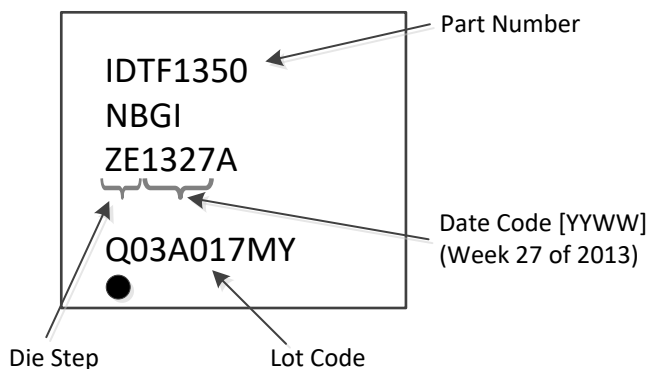 Part Number
IDTF1350
NBGI
ZE1327A
Date Code [YYWW]
(Week 27 of 2013)
Q03A017MY
Die Step
Lot Code